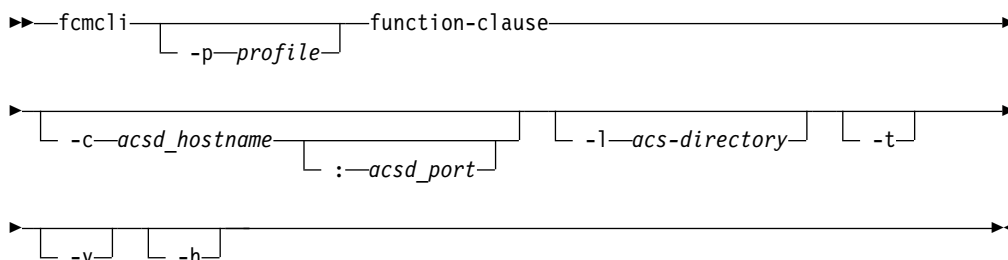 fcmcli -p profile function-clause
-c acsd_hostname : acsd_port -l acs-directory -t
-v -h